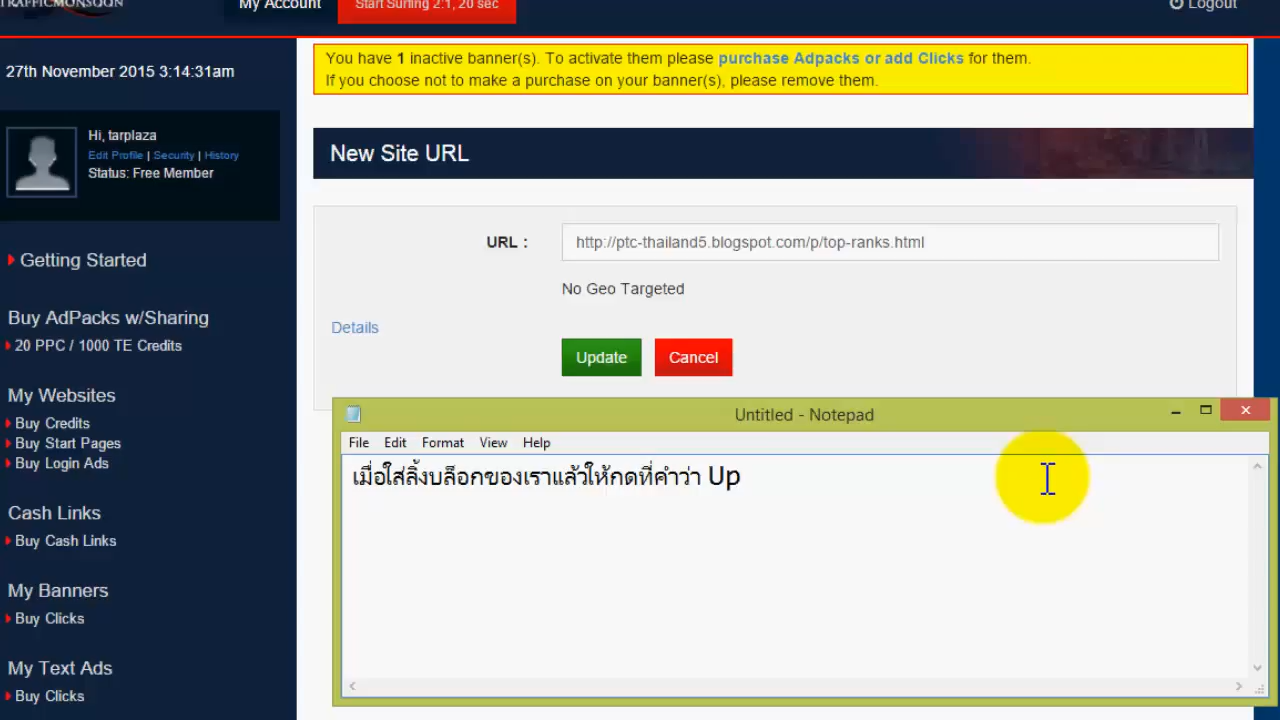 TRAFFICMONSOON
My Account
Start Surfing 2:1, 20 sec
Logout
27th November 2015 3:14:31am
Hi, tarplaza
Edit Profile | Security | History
Status: Free Member
Getting Started
Buy AdPacks w/Sharing
20 PPC / 1000 TE Credits
My Websites
Buy Credits
Buy Start Pages
Buy Login Ads
Cash Links
Buy Cash Links
My Banners
Buy Clicks
My Text Ads
Buy Clicks
You have 1 inactive banner(s). To activate them please purchase Adpacks or add Clicks for them.
If you choose not to make a purchase on your banner(s), please remove them.
New Site URL
URL :
http://ptc-thailand5.blogspot.com/p/top-ranks.html
No Geo Targeted
Details
Update
Cancel
Untitled - Notepad
File Edit Format View Help
เมื่อใส่ลิ้งบล็อกของเราแล้วให้กดที่คำว่า Up